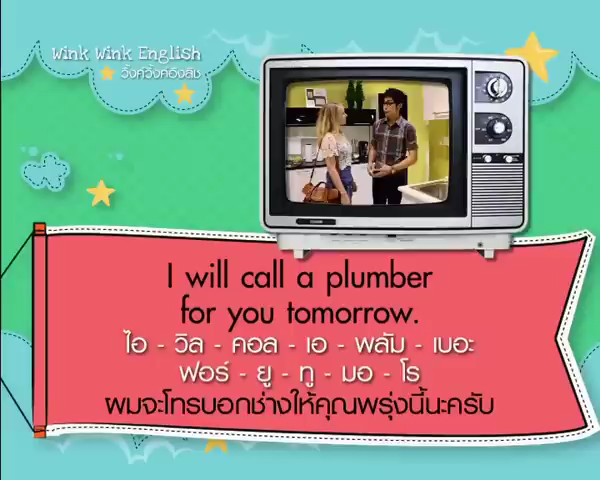 Wink Wink English
วิ้งค์วิ้งค์อิงลิช
I will call a plumber
for you tomorrow.
ไอ - วิล - คอล - เอ - พลัม - เบอะ
ฟอร์ - ยู - ทู - มอ - โร
ผมจะโทรบอกช่างให้คุณพรุ่งนี้นะครับ